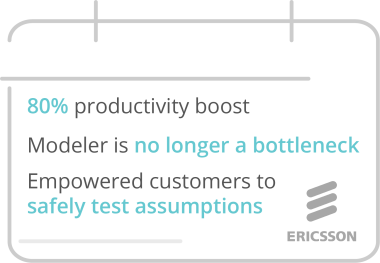 80% productivity boost
Modeler is no longer a bottleneck
Empowered customers to
safely test assumptions
ERICSSON